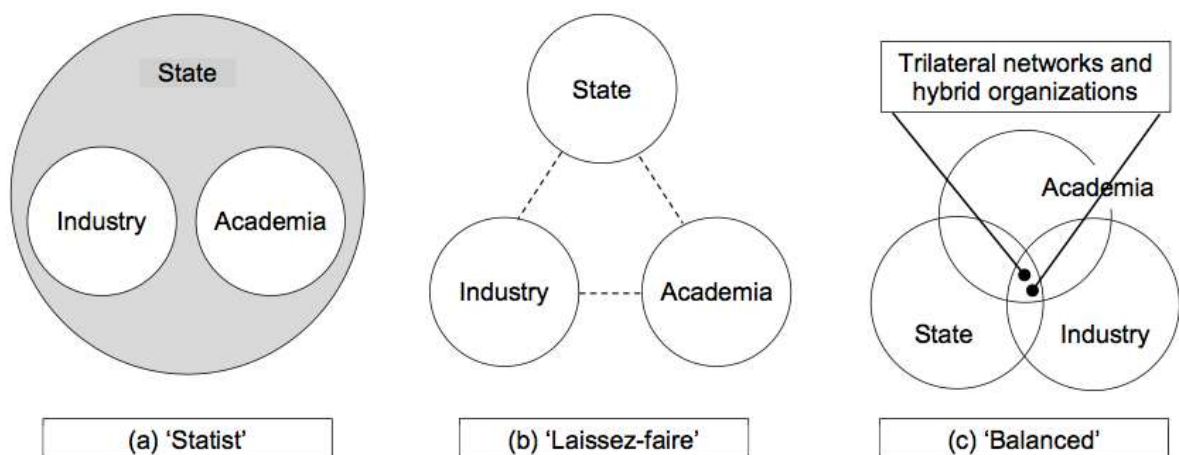 State
Industry
Academia
(a) ‘Statist’
State
Industry
Academia
(b) ‘Laissez-faire’
Trilateral networks and
hybrid organizations
Academia
State
Industry
(c) ‘Balanced’